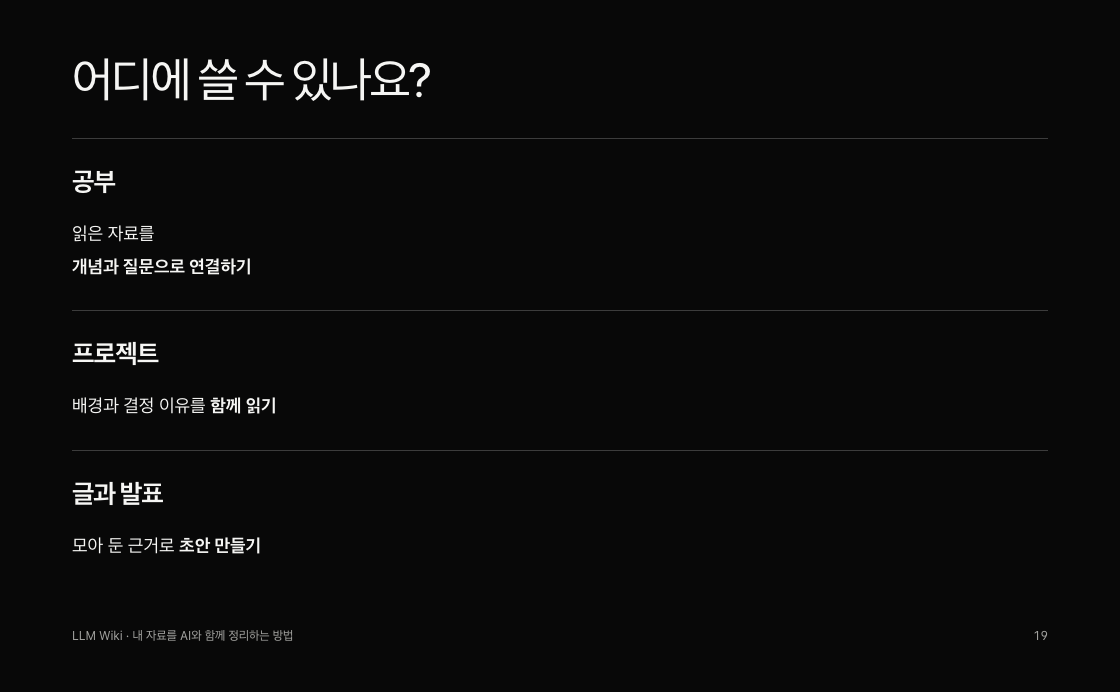 어디에 쓸 수 있나요?
공부
읽은 자료를
개념과 질문으로 연결하기
프로젝트
배경과 결정 이유를 함께 읽기
글과 발표
모아 둔 근거로 초안 만들기
LLM Wiki · 내 자료를 AI와 함께 정리하는 방법
19